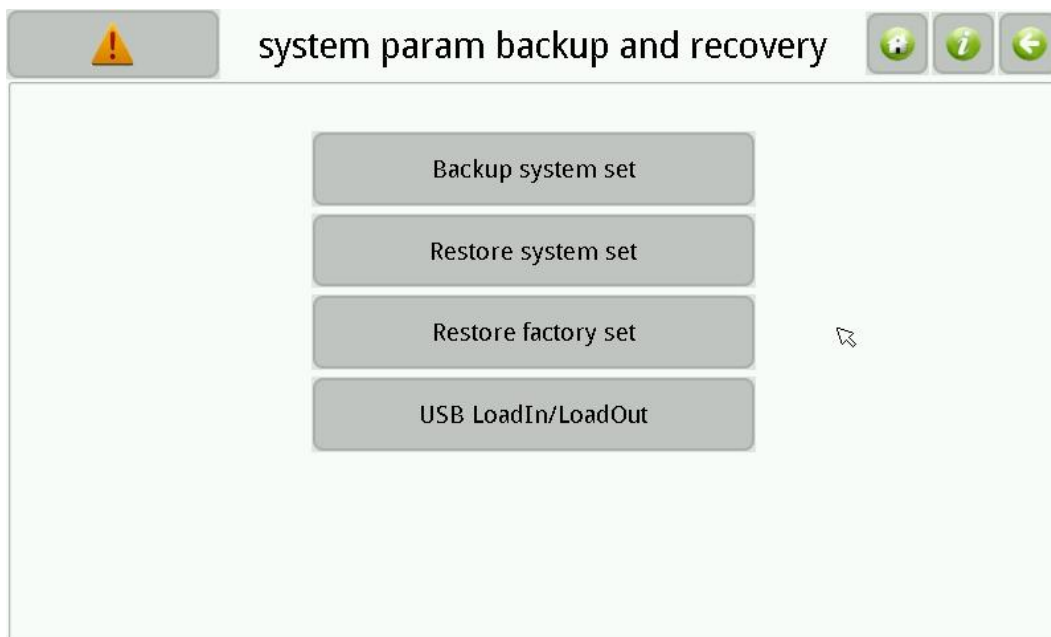 system param backup and recovery
Backup system set
Restore system set
Restore factory set
USB LoadIn/LoadOut